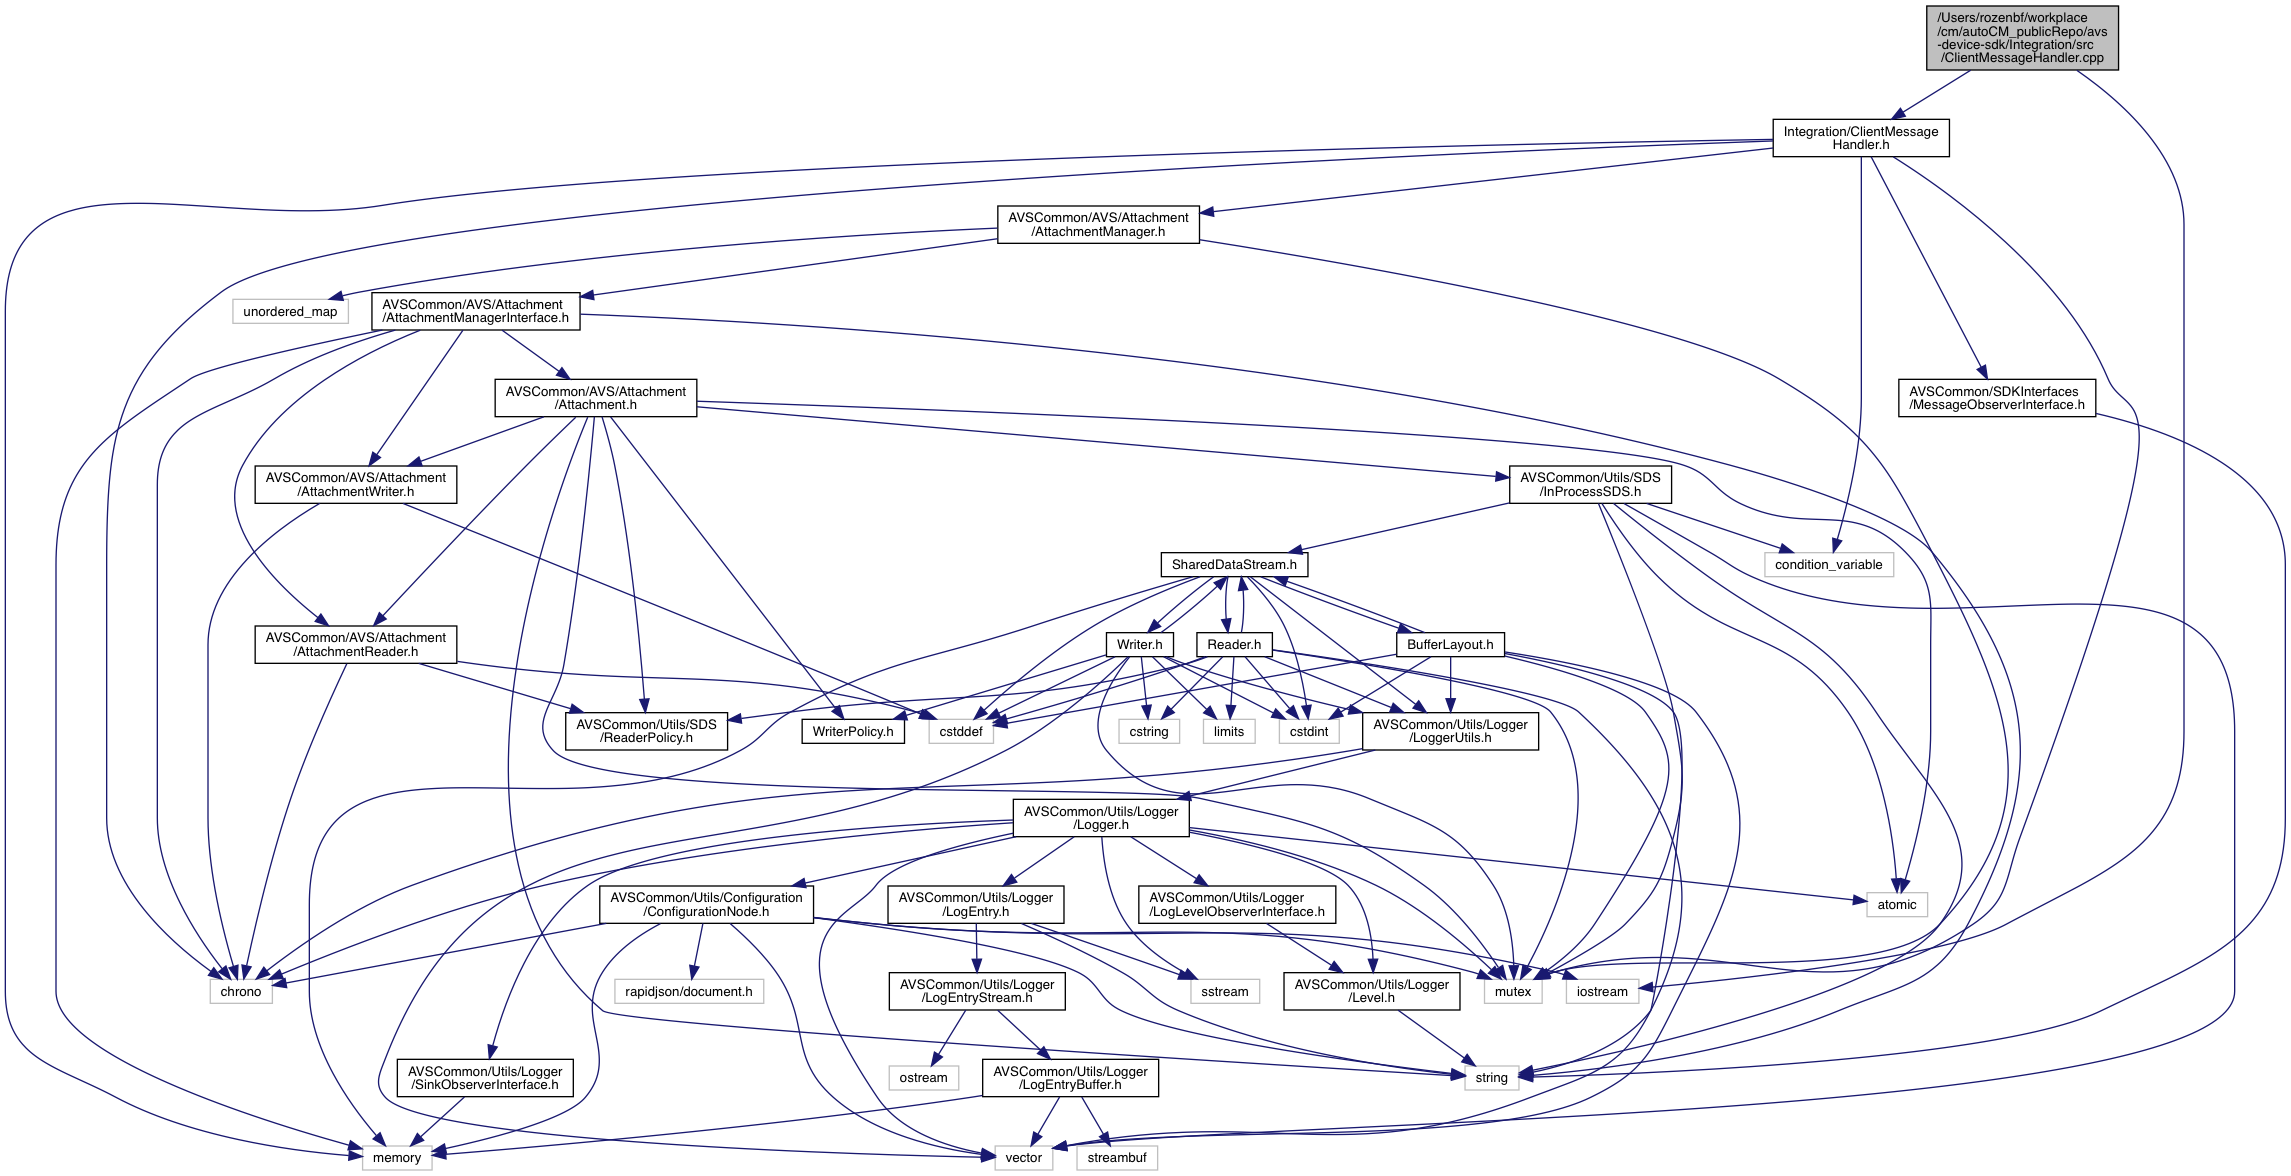 /Users/rozenbf/workplace
/cm/autoCM_publicRepo/avs
-device-sdk/Integration/src
/ClientMessageHandler.cpp
Integration/ClientMessage
Handler.h
AVSCommon/AVS/Attachment
/AttachmentManager.h
unordered_map
AVSCommon/AVS/Attachment
/AttachmentManagerInterface.h
AVSCommon/AVS/Attachment
/Attachment.h
AVSCommon/SDKInterfaces
/MessageObserverInterface.h
AVSCommon/AVS/Attachment
/AttachmentWriter.h
AVSCommon/Utils/SDS
/InProcessSDS.h
SharedDataStream.h
condition_variable
AVSCommon/AVS/Attachment
/AttachmentReader.h
Writer.h
Reader.h
BufferLayout.h
AVSCommon/Utils/SDS
/ReaderPolicy.h
WriterPolicy.h
cstddef
cstring
limits
cstdint
AVSCommon/Utils/Logger
/LoggerUtils.h
AVSCommon/Utils/Logger
/Logger.h
AVSCommon/Utils/Configuration
/ConfigurationNode.h
AVSCommon/Utils/Logger
/LogEntry.h
AVSCommon/Utils/Logger
/LogLevelObserverInterface.h
atomic
chrono
rapidjson/document.h
AVSCommon/Utils/Logger
/LogEntryStream.h
sstream
AVSCommon/Utils/Logger
/Level.h
mutex
iostream
AVSCommon/Utils/Logger
/SinkObserverInterface.h
ostream
AVSCommon/Utils/Logger
/LogEntryBuffer.h
string
memory
vector
streambuf